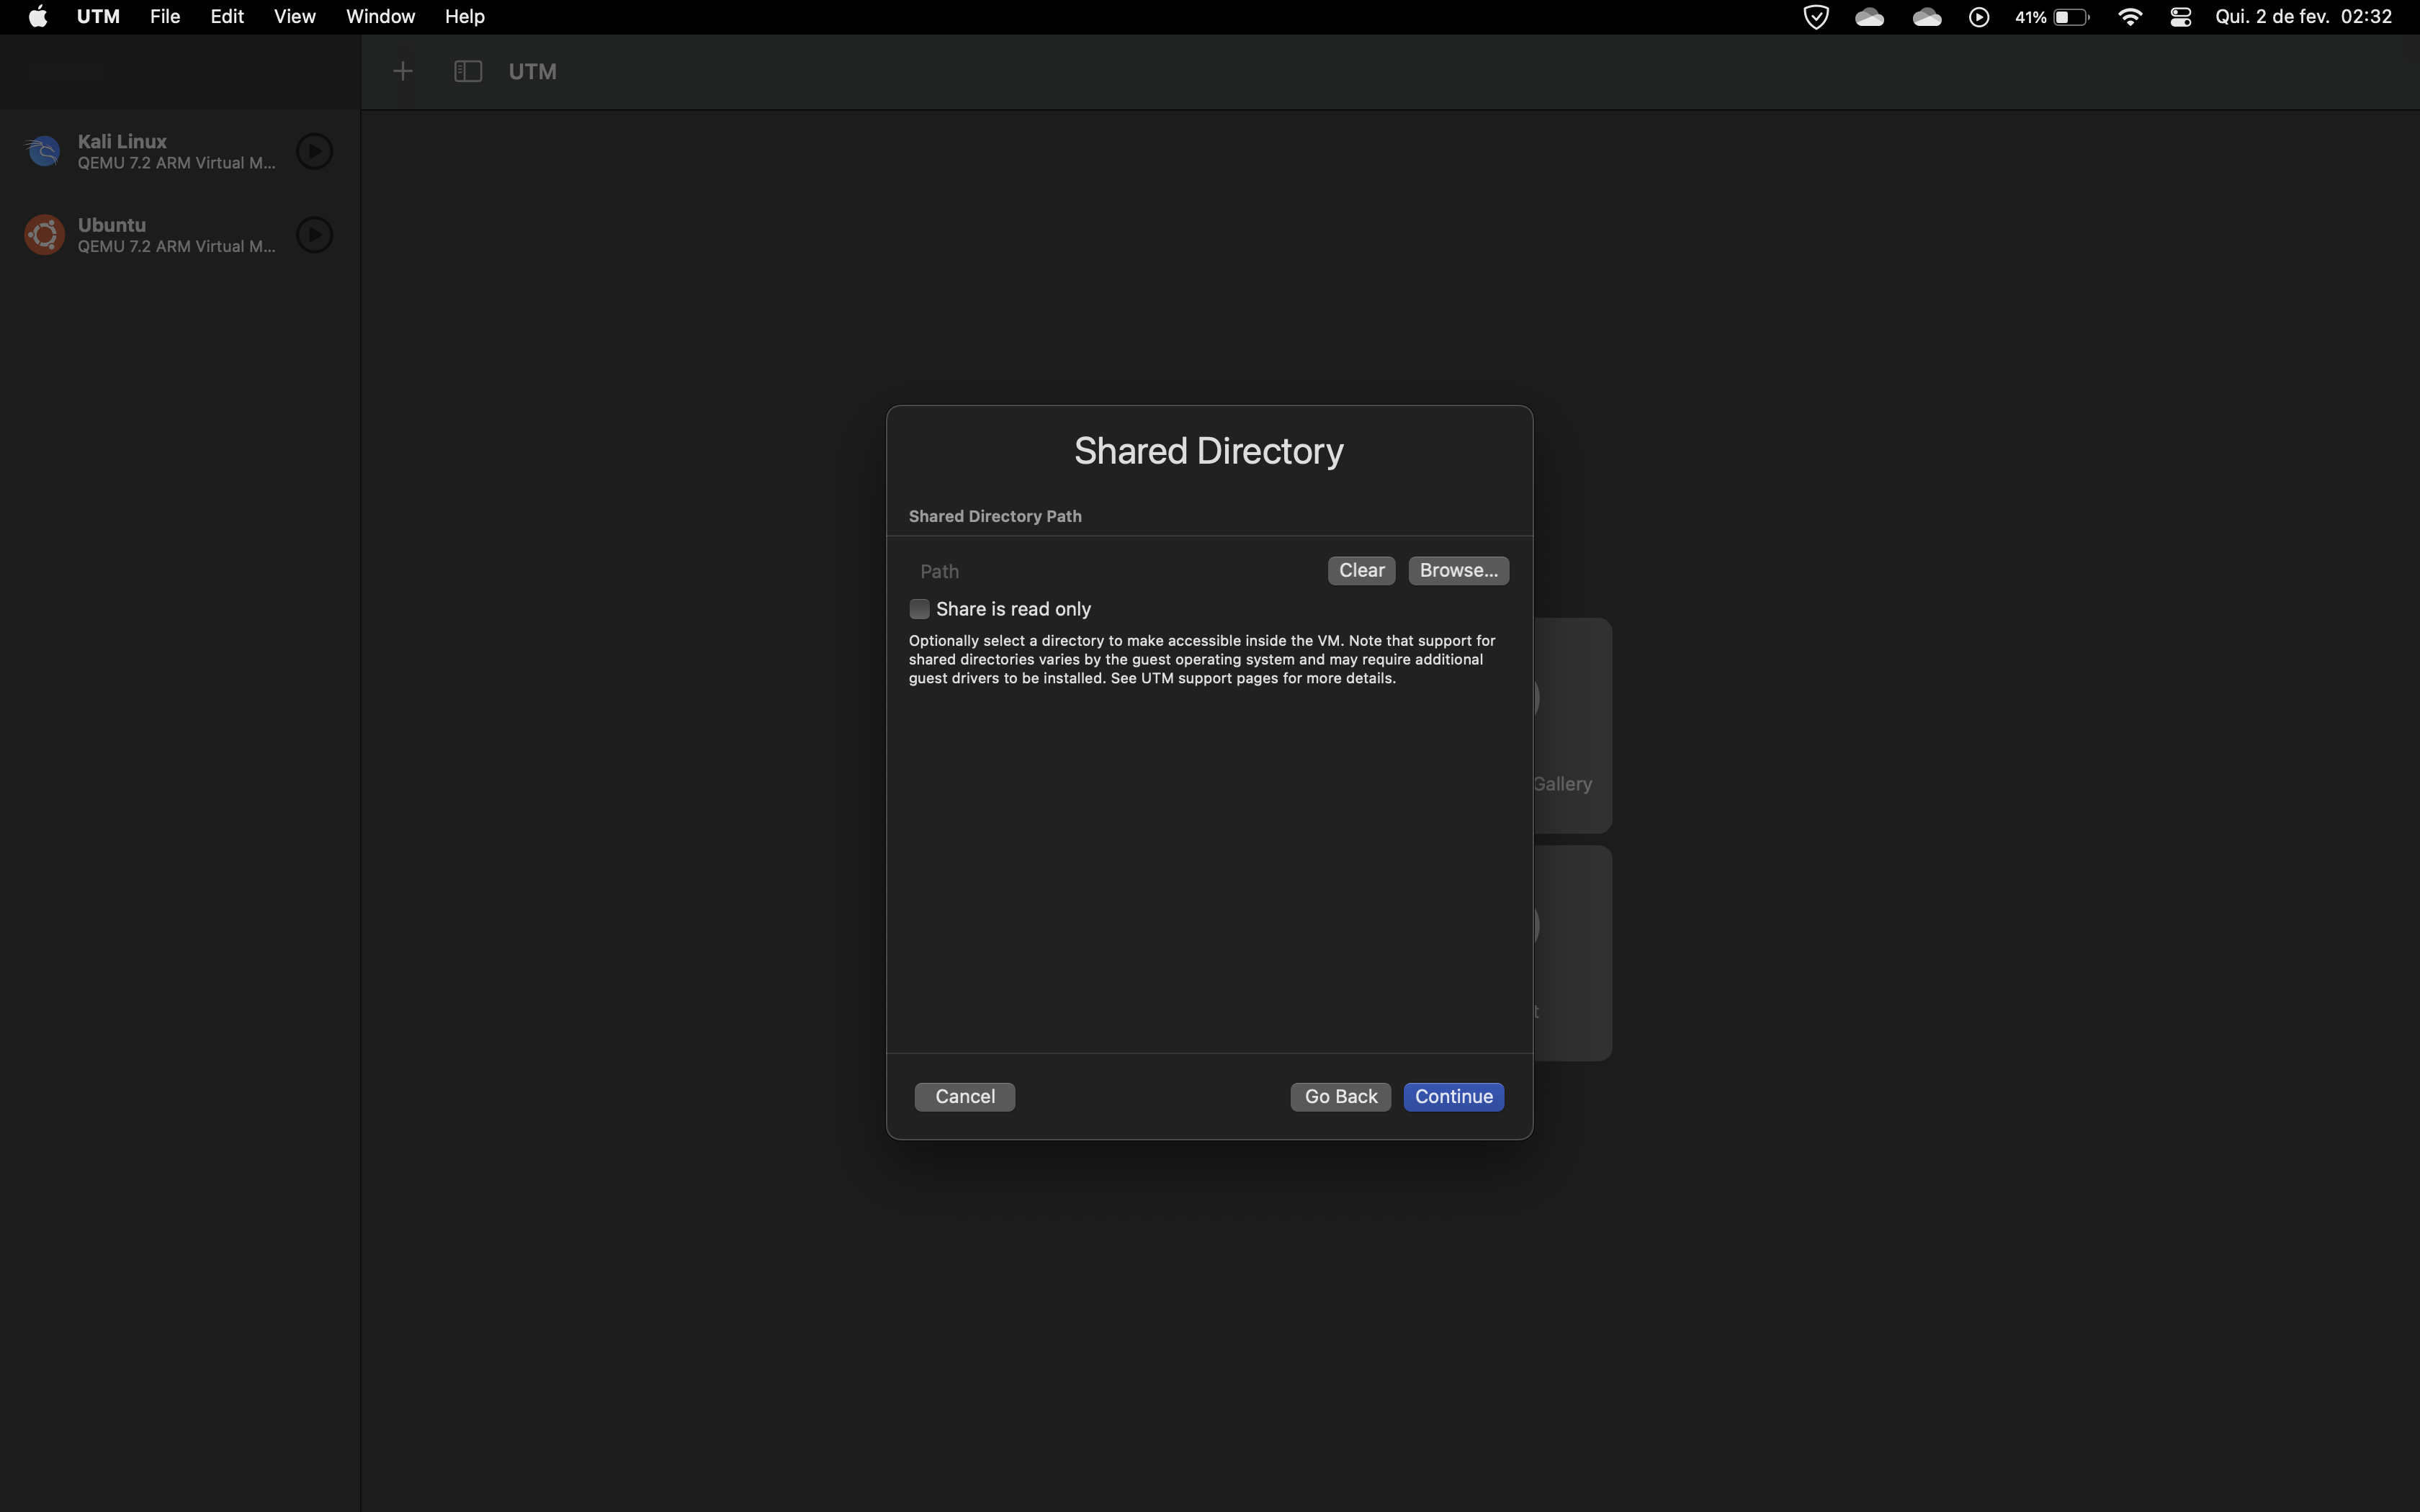 UTM File Edit View Window Help
41% Qui. 2 de fev. 02:32
UTM
Kali Linux
QEMU 7.2 ARM Virtual M...
Ubuntu
QEMU 7.2 ARM Virtual M...
Shared Directory
Shared Directory Path
Path Clear Browse...
Share is read only
Optionally select a directory to make accessible inside the VM. Note that support for
shared directories varies by the guest operating system and may require additional
guest drivers to be installed. See UTM support pages for more details.
Gallery
t
Cancel Go Back Continue